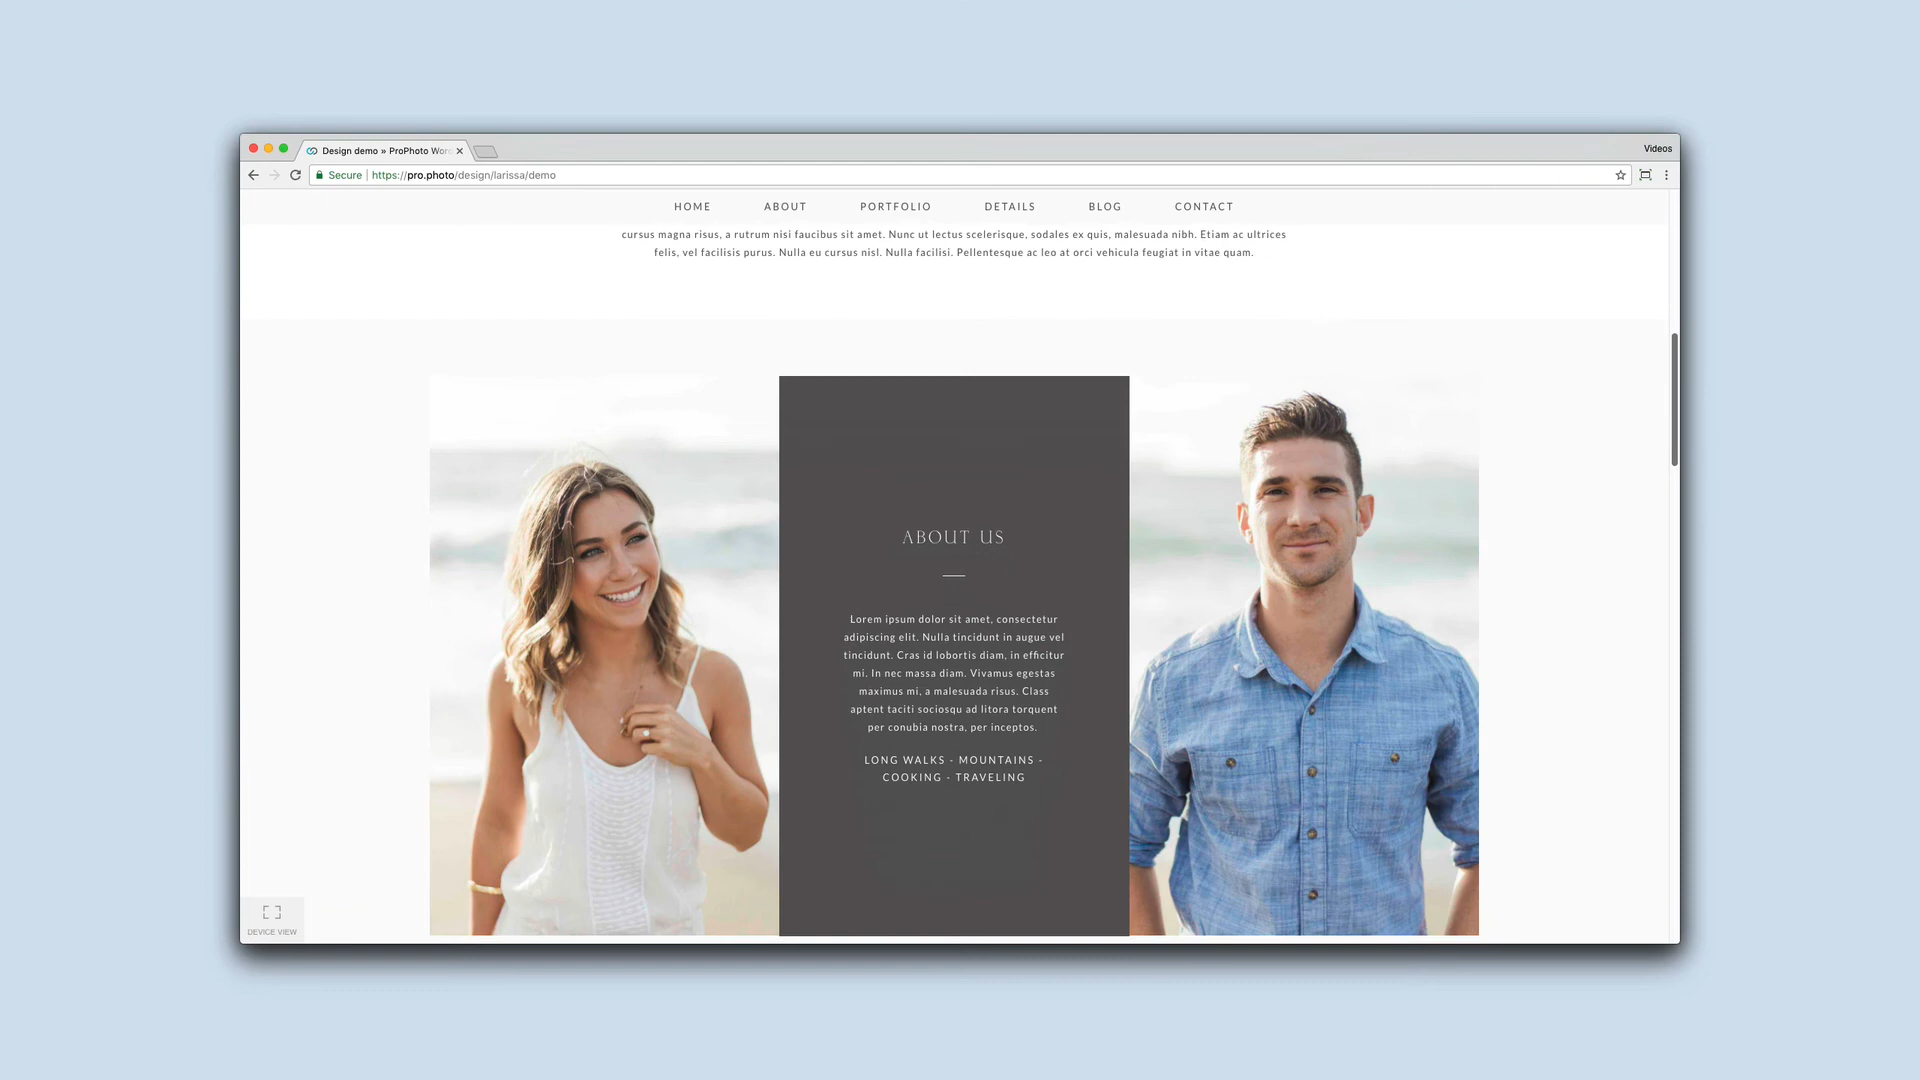 Design demo » ProPhoto Wor
Videos
Secure | https://pro.photo/design/larissa/demo
HOME ABOUT PORTFOLIO DETAILS BLOG CONTACT
cursus magna risus, a rutrum nisi faucibus sit amet. Nunc ut lectus scelerisque, sodales ex quis, malesuada nibh. Etiam ac ultrices
felis, vel facilisis purus. Nulla eu cursus nisl. Nulla facilisi. Pellentesque ac leo at orci vehicula feugiat in vitae quam.
ABOUT US
Lorem ipsum dolor sit amet, consectetur
adipiscing elit. Nulla tincidunt in augue vel
tincidunt. Cras id lobortis diam, in efficitur
mi. In nec massa diam. Vivamus egestas
maximus mi, a malesuada risus. Class
aptent taciti sociosqu ad litora torquent
per conubia nostra, per inceptos.
LONG WALKS - MOUNTAINS -
COOKING - TRAVELING
DEVICE VIEW